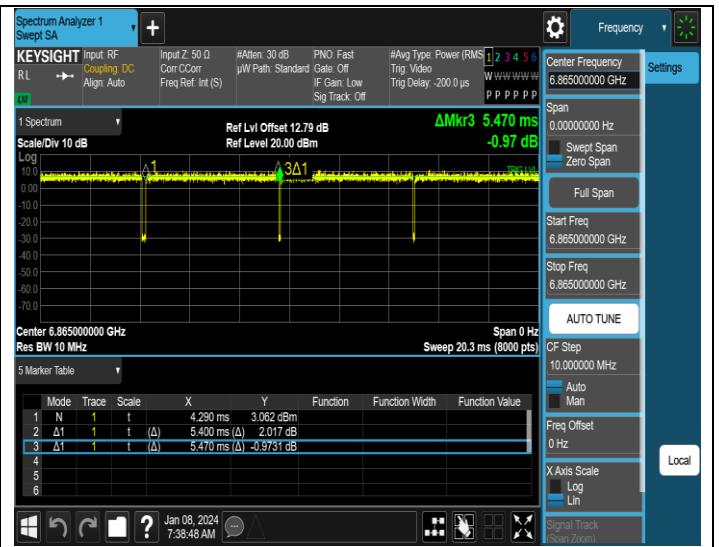 Spectrum Analyzer 1
Swept SA
+
Frequency
KEYSIGHT
RL
LXI
Input: RF
Coupling: DC
Align: Auto
Input Z: 50 Ω
Corr CCorr
Freq Ref: Int (S)
#Atten: 30 dB
µW Path: Standard
PNO: Fast
Gate: Off
IF Gain: Low
Sig Track: Off
#Avg Type: Power (RMS
Trig: Video
Trig Delay: -200.0 µs
1 2 3 4 5 6
W W W W W W
P P P P P P
Center Frequency
6.865000000 GHz
Settings
Span
0.00000000 Hz
Swept Span
Zero Span
Full Span
Start Freq
6.865000000 GHz
Stop Freq
6.865000000 GHz
AUTO TUNE
CF Step
10.000000 MHz
Auto
Man
Freq Offset
0 Hz
X Axis Scale
Log
Lin
Signal Track
(Span Zoom)
Local
1 Spectrum
Scale/Div 10 dB
Ref Lvl Offset 12.79 dB
Ref Level 20.00 dBm
ΔMkr3 5.470 ms
-0.97 dB
Log
10.0
0.00
-10.0
-20.0
-30.0
-40.0
-50.0
-60.0
-70.0
1
3Δ1
TRIG LVL
Center 6.865000000 GHz
Res BW 10 MHz
Span 0 Hz
Sweep 20.3 ms (8000 pts)
5 Marker Table
Mode Trace Scale X Y Function Function Width Function Value
1 N 1 t 4.290 ms 3.062 dBm
2 Δ1 1 t (Δ) 5.400 ms (Δ) 2.017 dB
3 Δ1 1 t (Δ) 5.470 ms (Δ) -0.9731 dB
4
5
6
?
Jan 08, 2024
7:38:48 AM